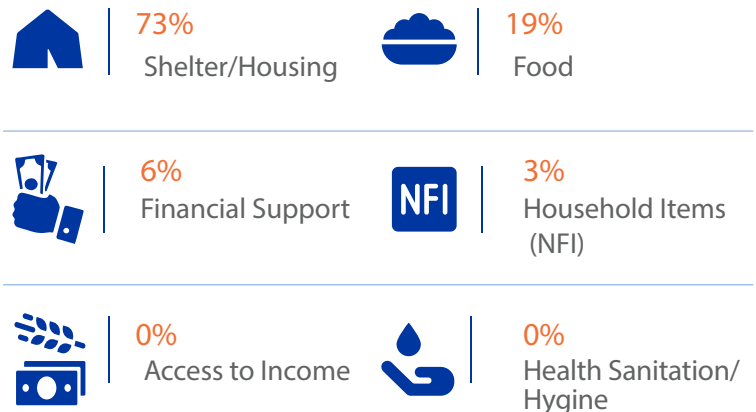 73%
Shelter/Housing
19%
Food
6%
Financial Support
NFI
3%
Household Items
(NFI)
0%
Access to Income
0%
Health Sanitation/
Hygine